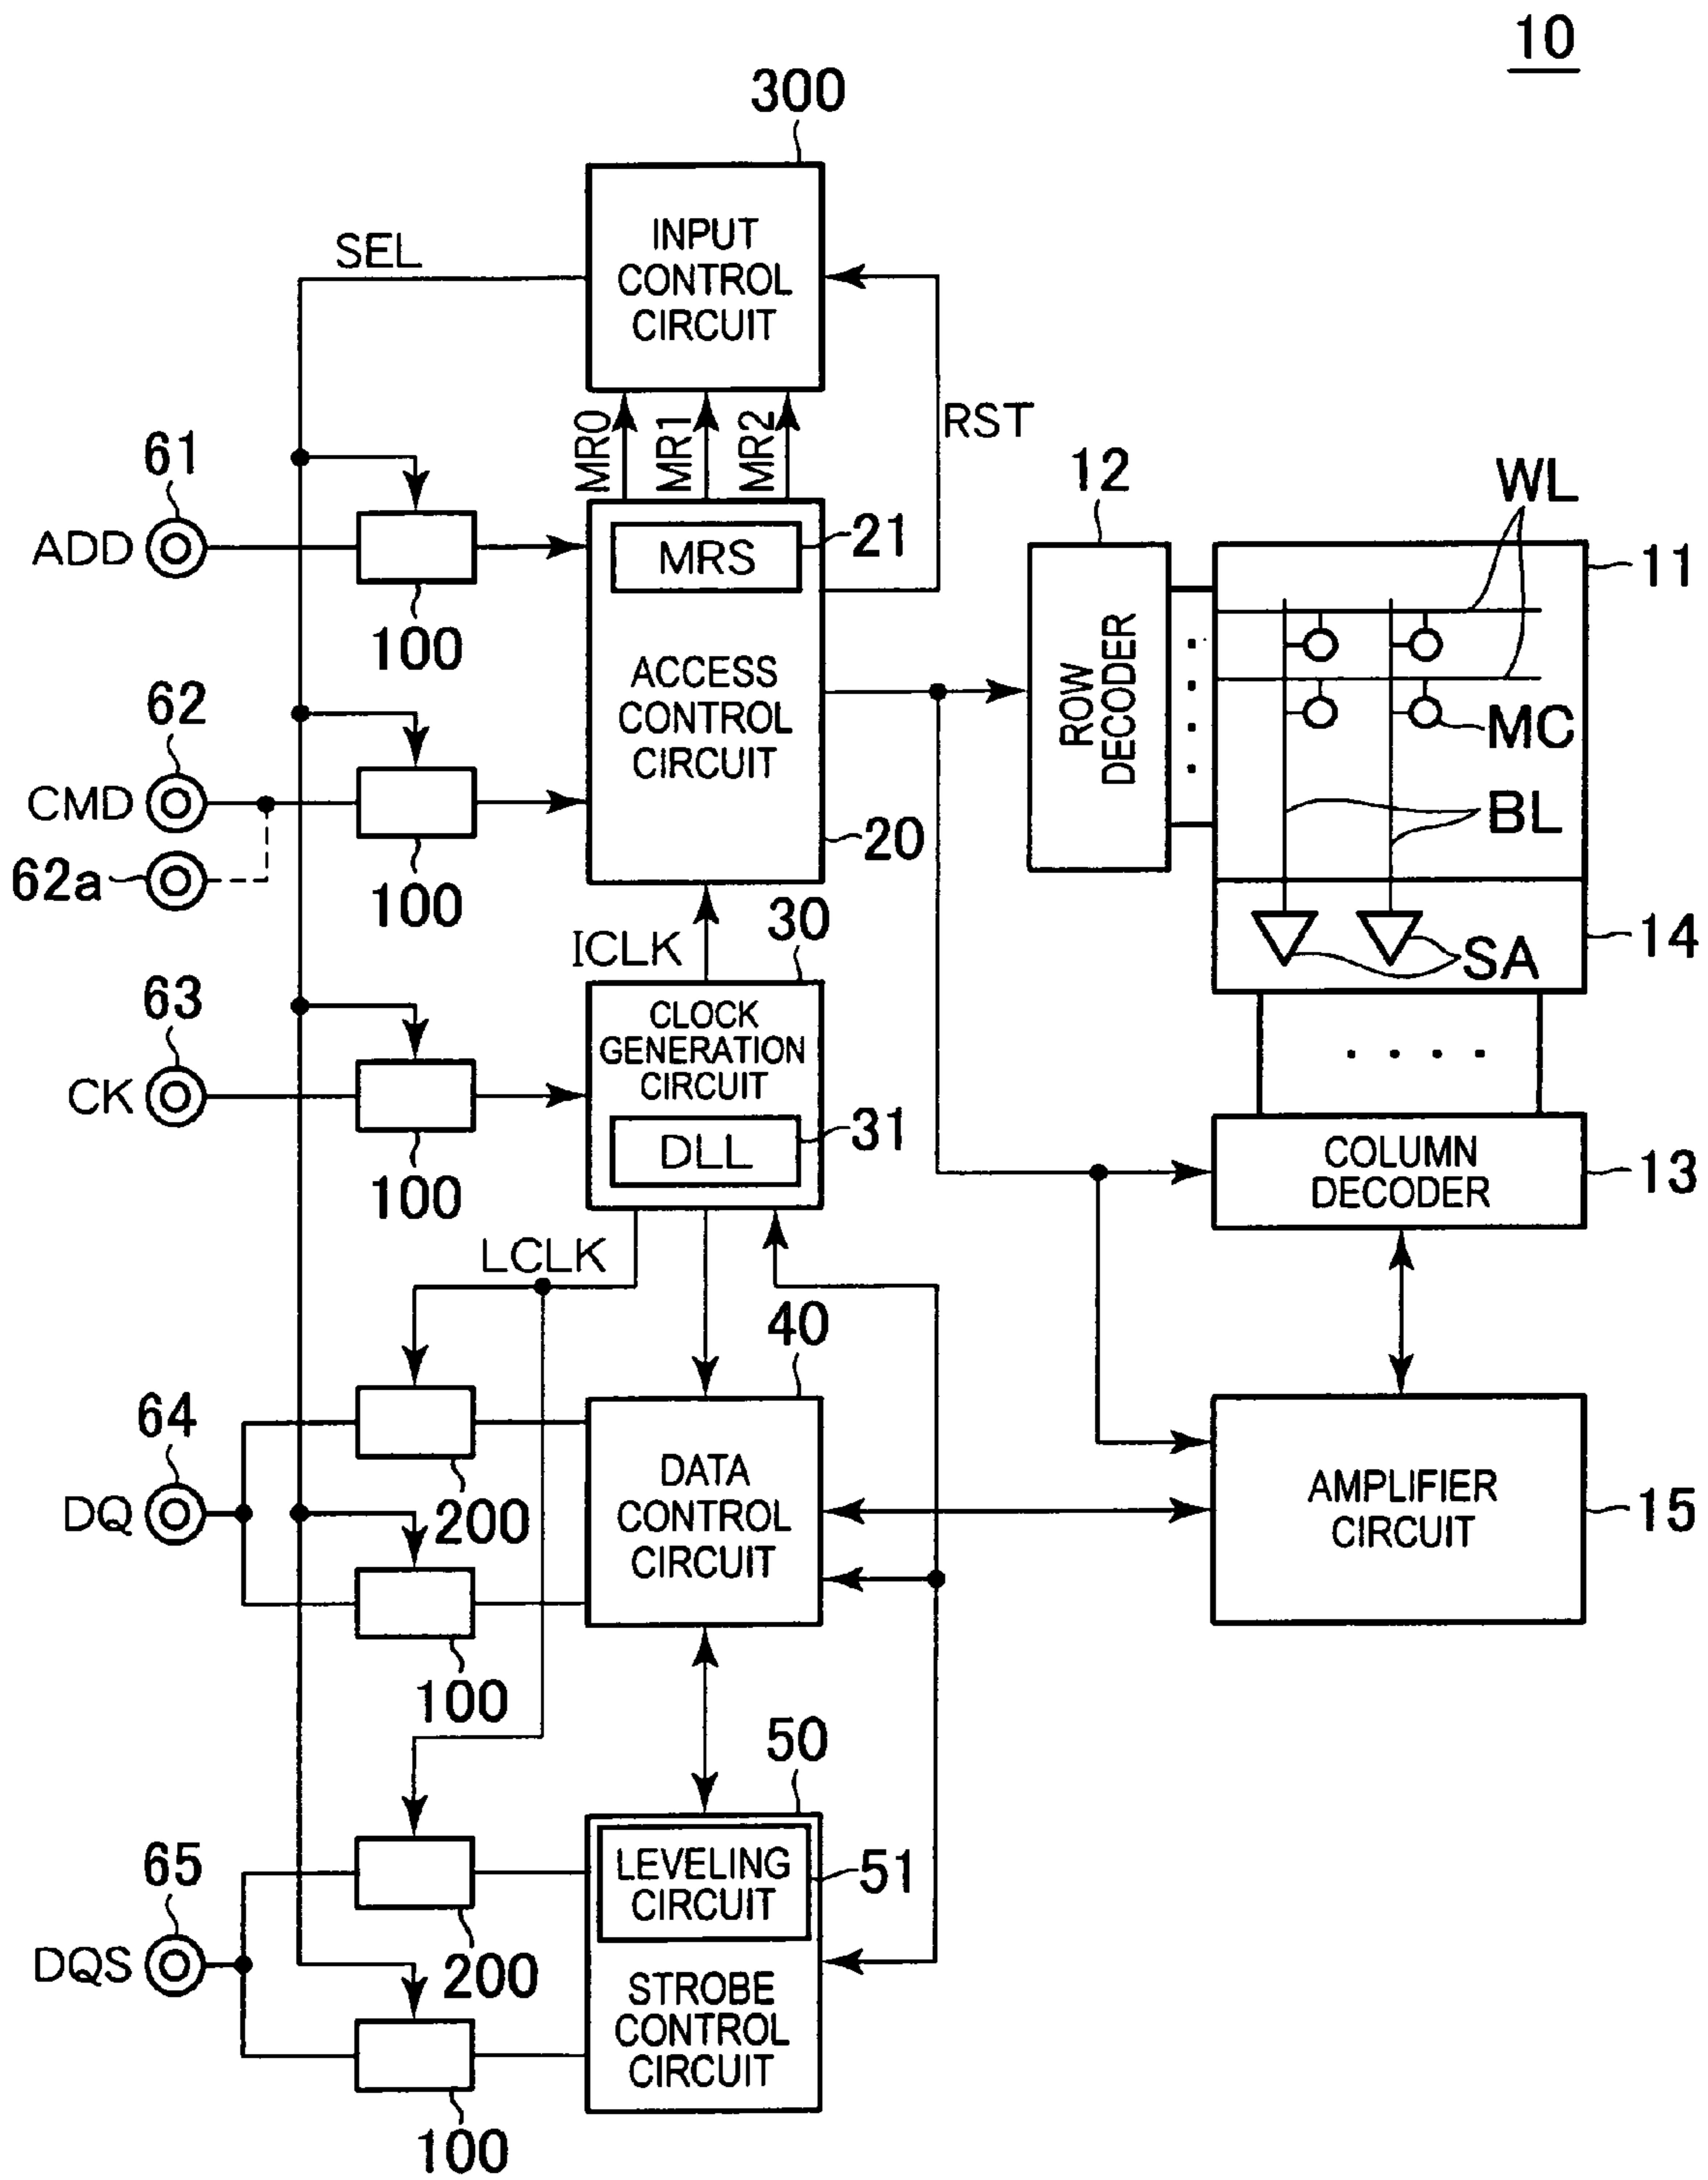 10
300
INPUT
CONTROL
CIRCUIT
SEL
MR0
MR1
MR2
RST
61
ADD
100
MRS
21
ACCESS
CONTROL
CIRCUIT
20
12
ROW
DECODER
WL
11
MC
BL
SA
14
62
CMD
62a
100
ICLK
30
63
CK
100
CLOCK
GENERATION
CIRCUIT
DLL
31
COLUMN
DECODER
13
LCLK
40
64
DQ
200
100
DATA
CONTROL
CIRCUIT
AMPLIFIER
CIRCUIT
15
50
65
DQS
200
100
LEVELING
CIRCUIT
51
STROBE
CONTROL
CIRCUIT